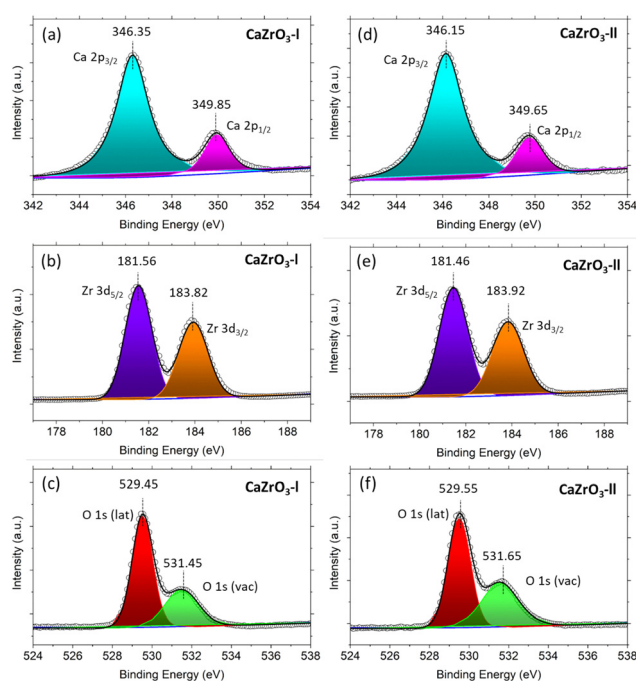 (a)
346.35
CaZrO3-I
Ca 2p3/2
349.85
Ca 2p1/2
Intensity (a.u.)
342 344 346 348 350 352 354
Binding Energy (eV)
(d)
346.15
CaZrO3-II
Ca 2p3/2
349.65
Ca 2p1/2
Intensity (a.u.)
342 344 346 348 350 352 354
Binding Energy (eV)
(b)
181.56
CaZrO3-I
Zr 3d5/2
183.82
Zr 3d3/2
Intensity (a.u.)
178 180 182 184 186 188
Binding Energy (eV)
(e)
181.46
CaZrO3-II
Zr 3d5/2
183.92
Zr 3d3/2
Intensity (a.u.)
178 180 182 184 186 188
Binding Energy (eV)
(c)
529.45
CaZrO3-I
O 1s (lat)
531.45
O 1s (vac)
Intensity (a.u.)
524 526 528 530 532 534 536 538
Binding Energy (eV)
(f)
529.55
CaZrO3-II
O 1s (lat)
531.65
O 1s (vac)
Intensity (a.u.)
524 526 528 530 532 534 536 538
Binding Energy (eV)